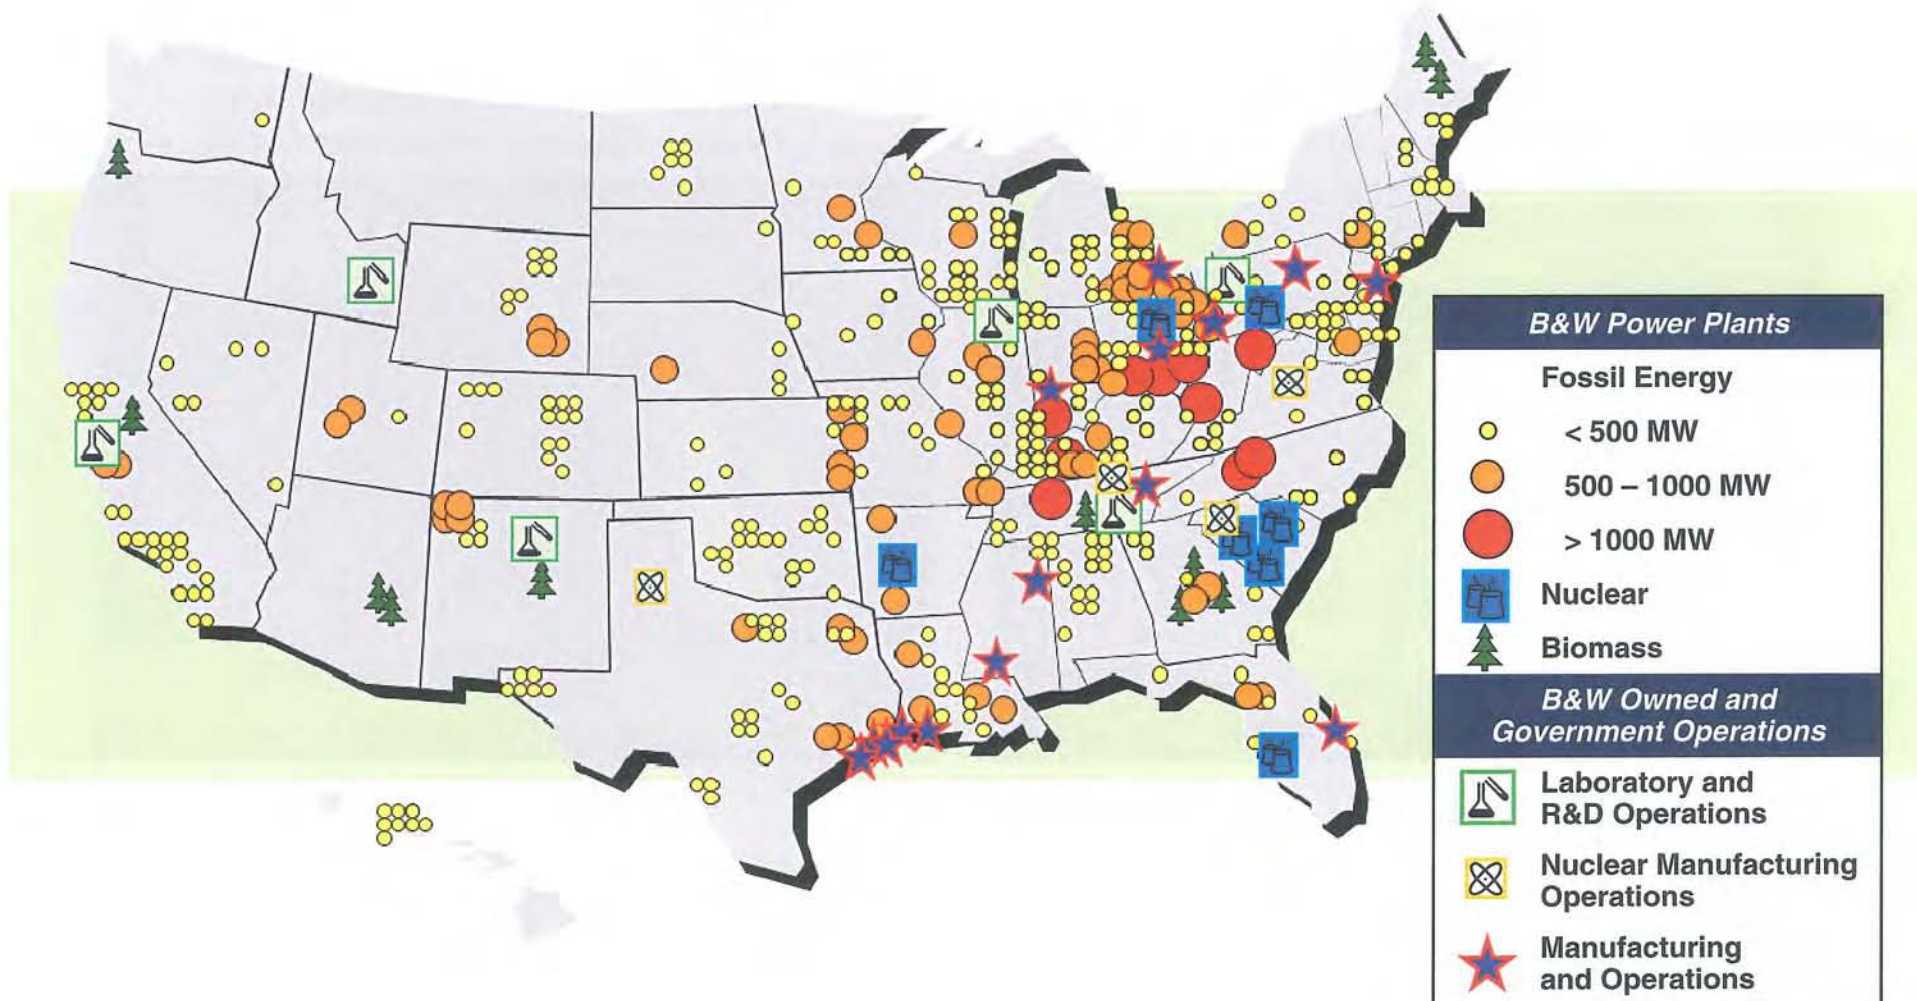 B&W Power Plants
Fossil Energy
< 500 MW
500 – 1000 MW
> 1000 MW
Nuclear
Biomass
B&W Owned and
Government Operations
Laboratory and
R&D Operations
Nuclear Manufacturing
Operations
Manufacturing
and Operations